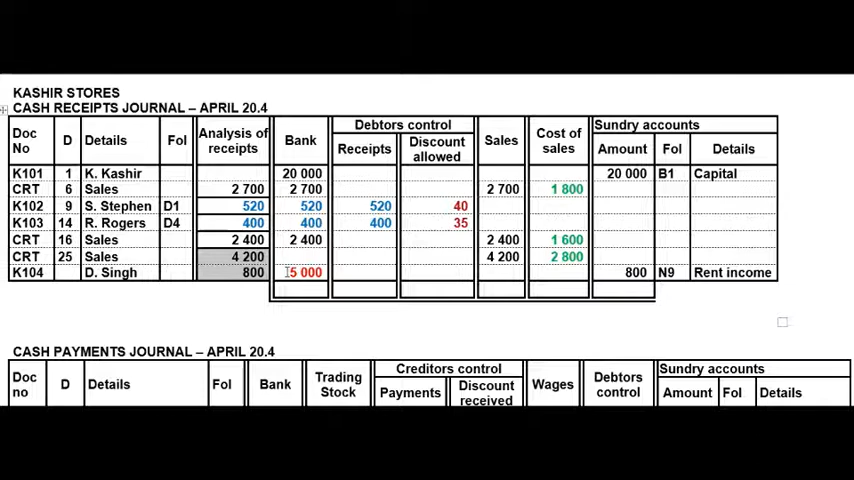 KASHIR STORES
CASH RECEIPTS JOURNAL – APRIL 20.4
Doc No D Details Fol Analysis of receipts Bank Debtors control Receipts Discount allowed Sales Cost of sales Sundry accounts Amount Fol Details
K101 1 K. Kashir 20 000 20 000 B1 Capital
CRT 6 Sales 2 700 2 700 2 700 1 800
K102 9 S. Stephen D1 520 520 520 40
K103 14 R. Rogers D4 400 400 400 35
CRT 16 Sales 2 400 2 400 2 400 1 600
CRT 25 Sales 4 200 4 200 2 800
K104 D. Singh 800 5 000 800 N9 Rent income
CASH PAYMENTS JOURNAL – APRIL 20.4
Doc no D Details Fol Bank Trading Stock Creditors control Payments Discount received Wages Debtors control Sundry accounts Amount Fol Details